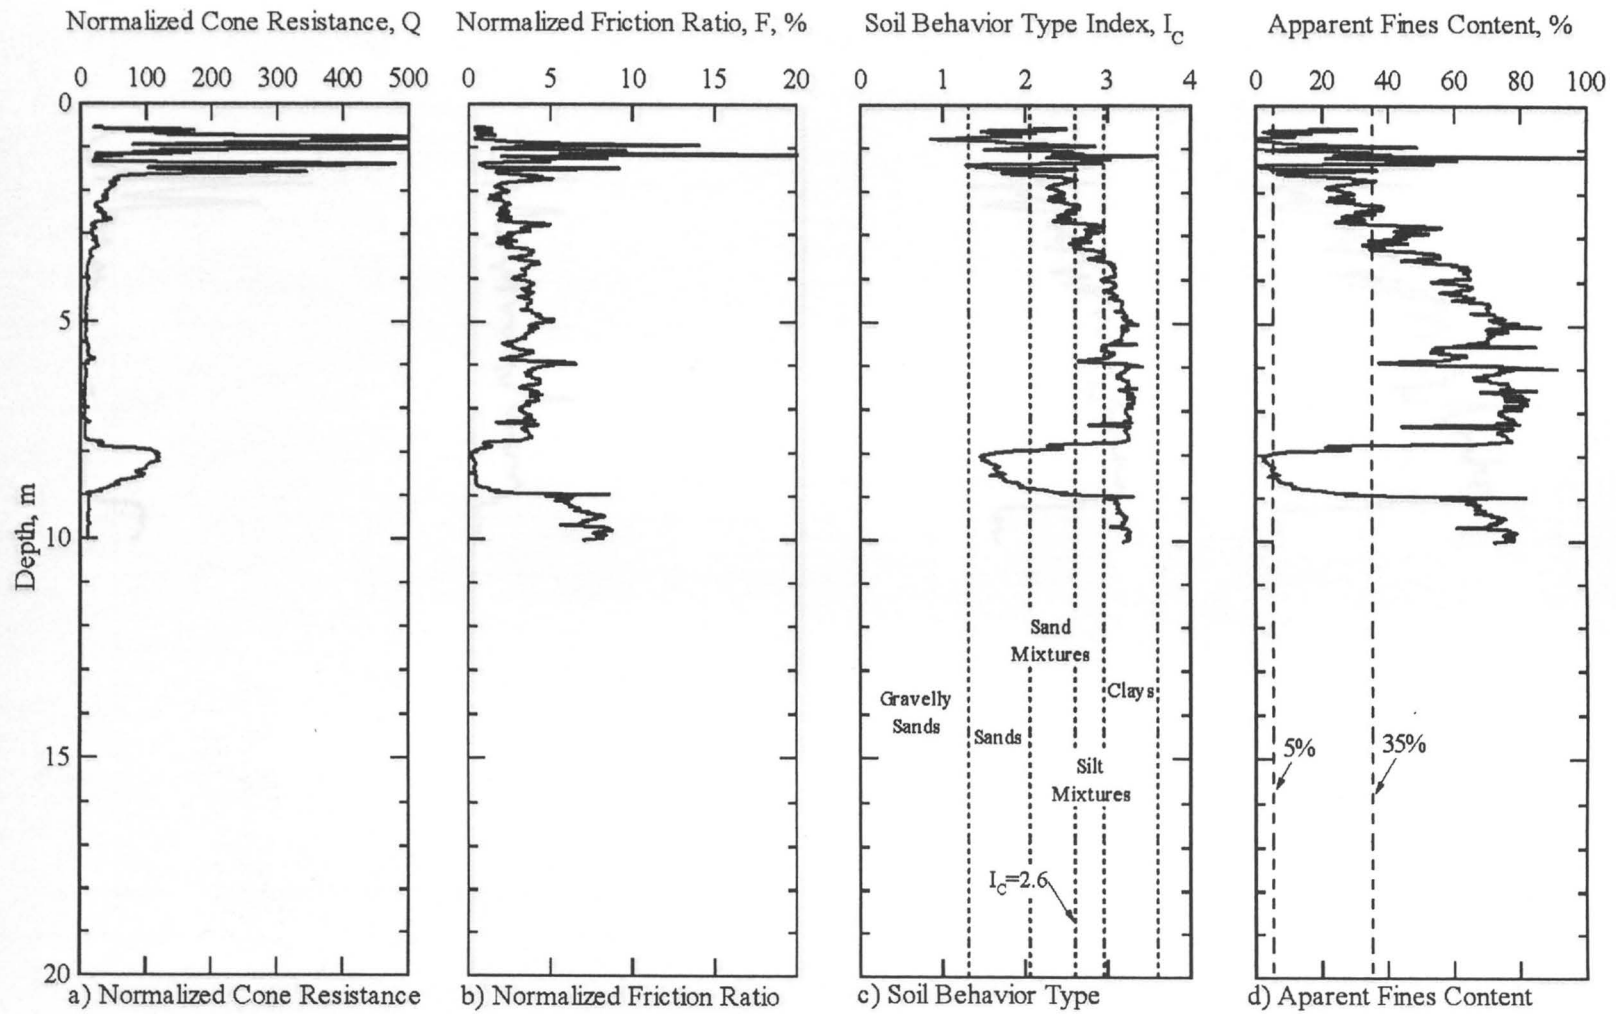 Normalized Cone Resistance, Q
Normalized Friction Ratio, F, %
Soil Behavior Type Index, I_C
Apparent Fines Content, %
0 100 200 300 400 500
0 5 10 15 20
0 1 2 3 4
0 20 40 60 80 100
0
5
10
15
20
Depth, m
Sand
Mixtures
Gravelly
Sands
Clays
Sands
Silt
Mixtures
I_C=2.6
5%
35%
a) Normalized Cone Resistance
b) Normalized Friction Ratio
c) Soil Behavior Type
d) Aparent Fines Content